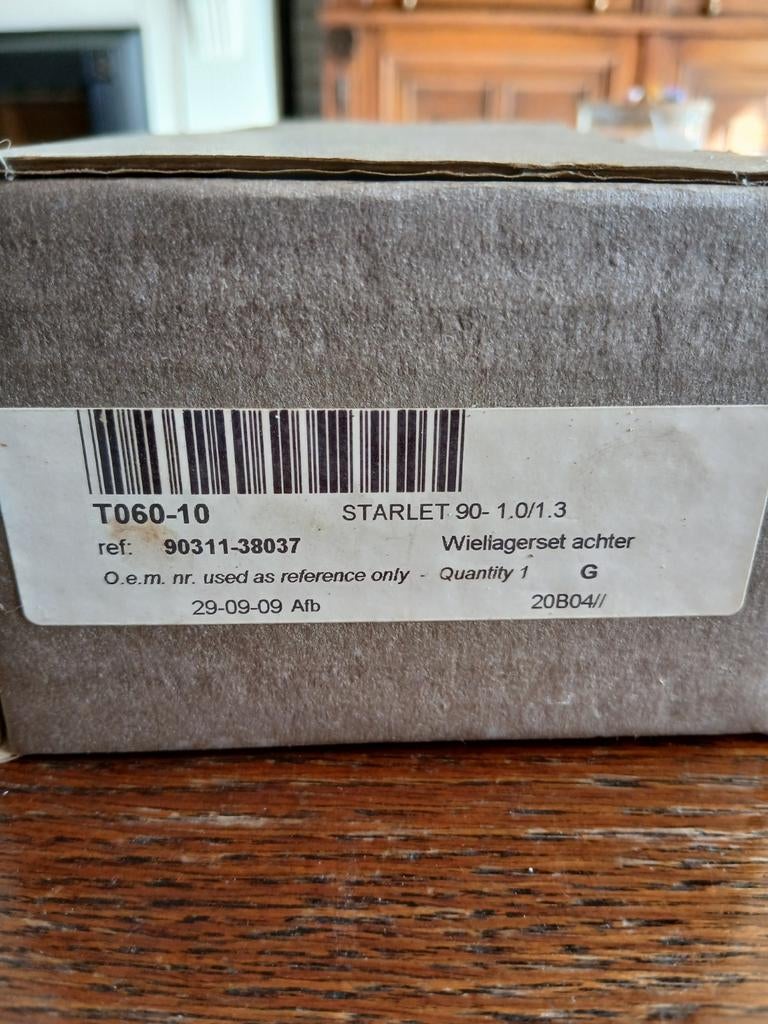 T060-10 STARLET 90- 1.0/1.3
ref: 90311-38037 Wiellagerset achter
O.e.m. nr. used as reference only - Quantity 1 G
29-09-09 Afb 20B04//